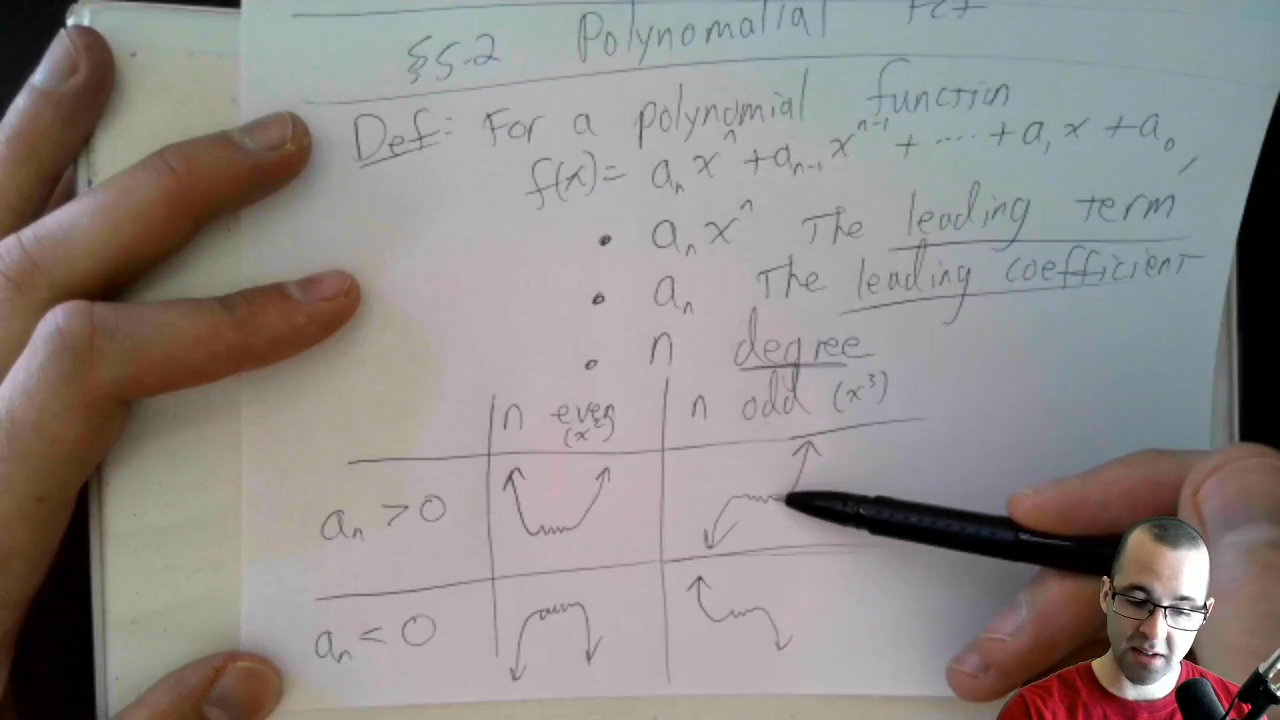 §5.2 Polynomatial Fct
Def: For a polynomial function
f(x)= aₙxⁿ+aₙ₋₁xⁿ⁻¹+....+a₁x+a₀,
• aₙxⁿ The leading term
• aₙ The leading coefficient
• n degree
n even (x²) n odd (x³)
aₙ >0
aₙ <0